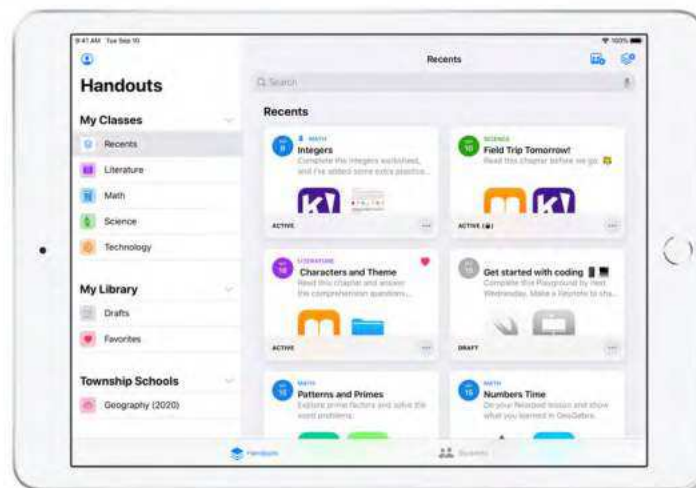 9:41 AM Tue Sep 10
100%
Handouts
My Classes
Recents
Literature
Math
Science
Technology
My Library
Drafts
Favorites
Township Schools
Geography (2020)
Recents
Search
Recents
MATH
Integers
Complete the integers worksheet,
and I've added some extra practice...
K!
ACTIVE
SCIENCE
10
Field Trip Tomorrow!
Read this chapter before we go.
K!
ACTIVE
LITERATURE
Characters and Theme
Read this chapter and answer
the comprehension questions...
ACTIVE
Get started with coding
Complete this Playground by next
Wednesday. Make a Keynote to sha...
DRAFT
MATH
Patterns and Primes
Explore prime factors and solve the
word problems.
MATH
15
Numbers Time
Do your Nearpod lesson and show
what you learned in GeoGebra.
Handouts
Students